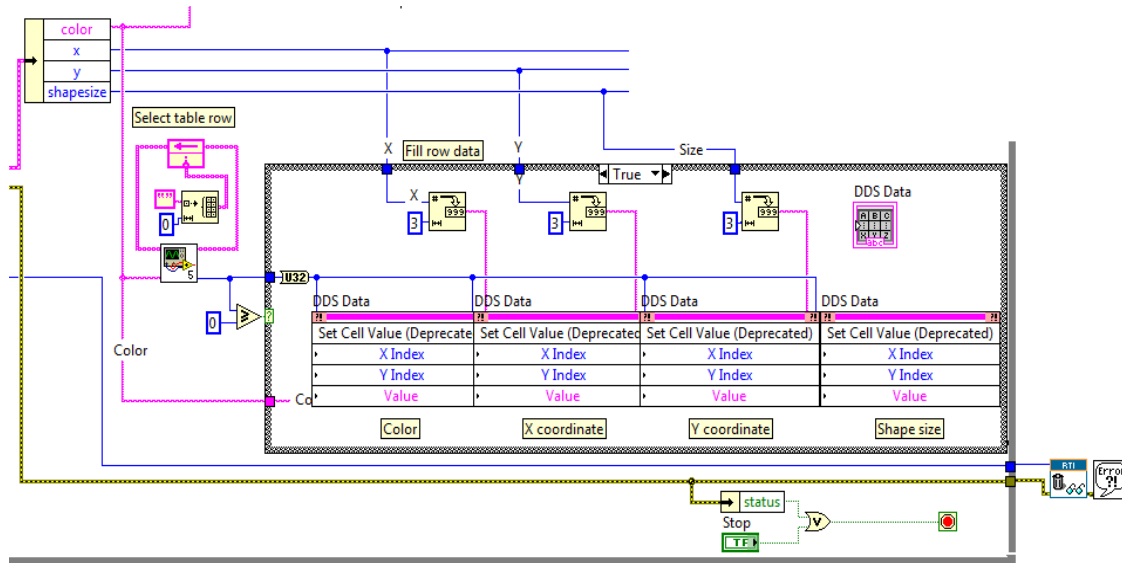 color
x
y
shapesize
Select table row
X
Fill row data
Y
Size
True
X
Y
DDS Data
999
999
999
3
3
3
0
A B C
X Y Z
abc
5
U32
0
?
DDS Data
DDS Data
DDS Data
DDS Data
?!
?!
?!
?!
?!
Set Cell Value (Deprecate
Set Cell Value (Deprecated
Set Cell Value (Deprecated)
Set Cell Value (Deprecated)
X Index
X Index
X Index
X Index
Color
Y Index
Y Index
Y Index
Y Index
Co
Value
Value
Value
Value
Color
X coordinate
Y coordinate
Shape size
RTI
Error
?!
status
Stop
TF
V